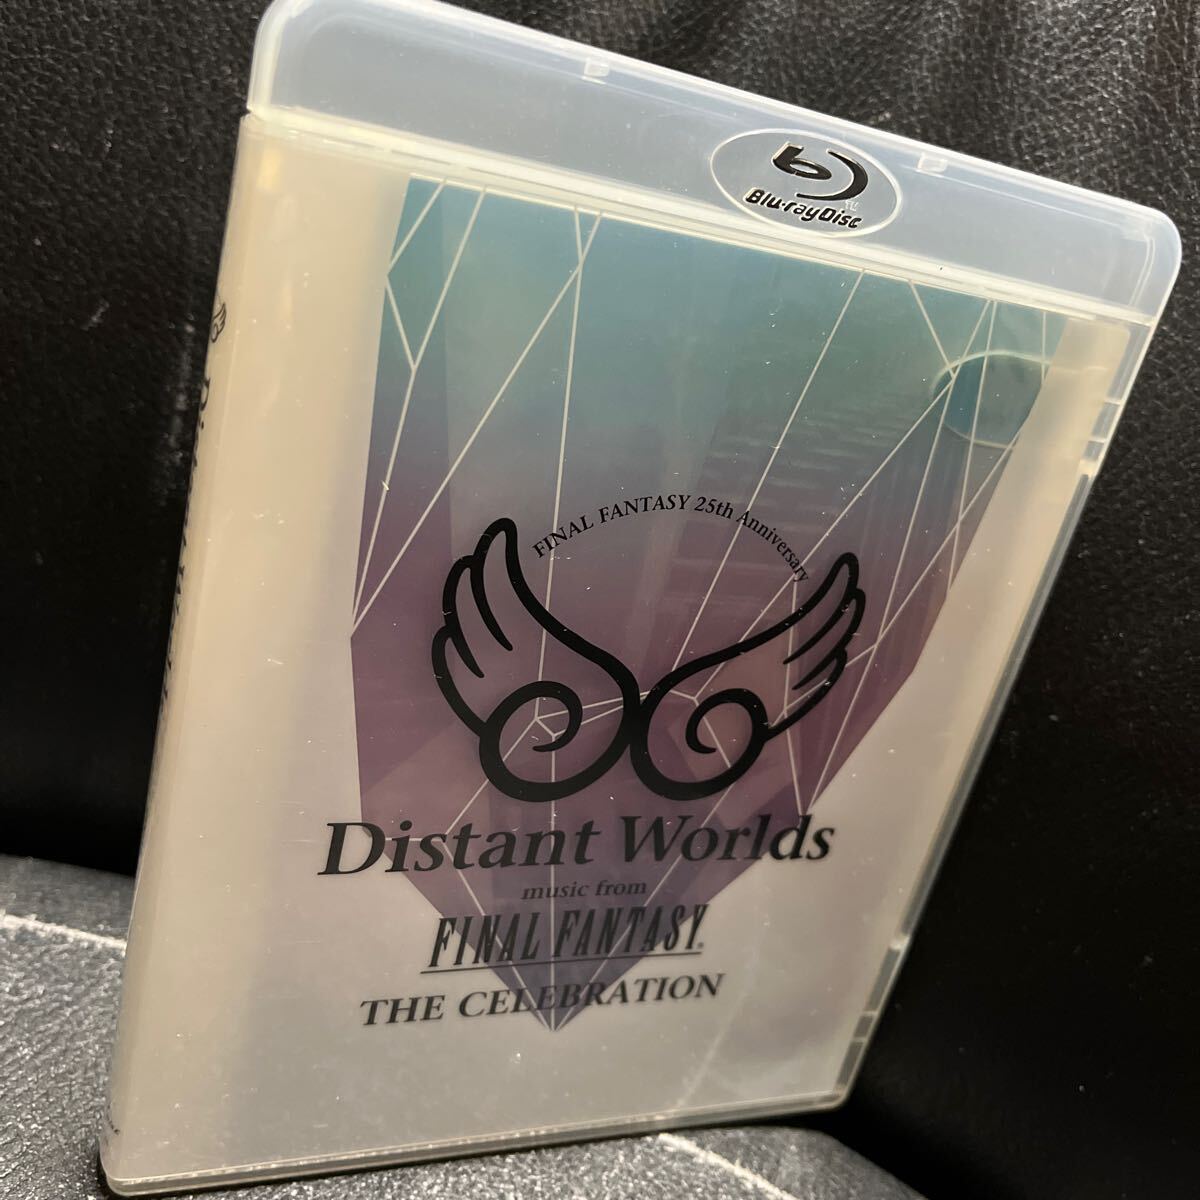 Blu-ray Disc
FINAL FANTASY 25th Anniversary
Distant Worlds
music from
FINAL FANTASY®
THE CELEBRATION